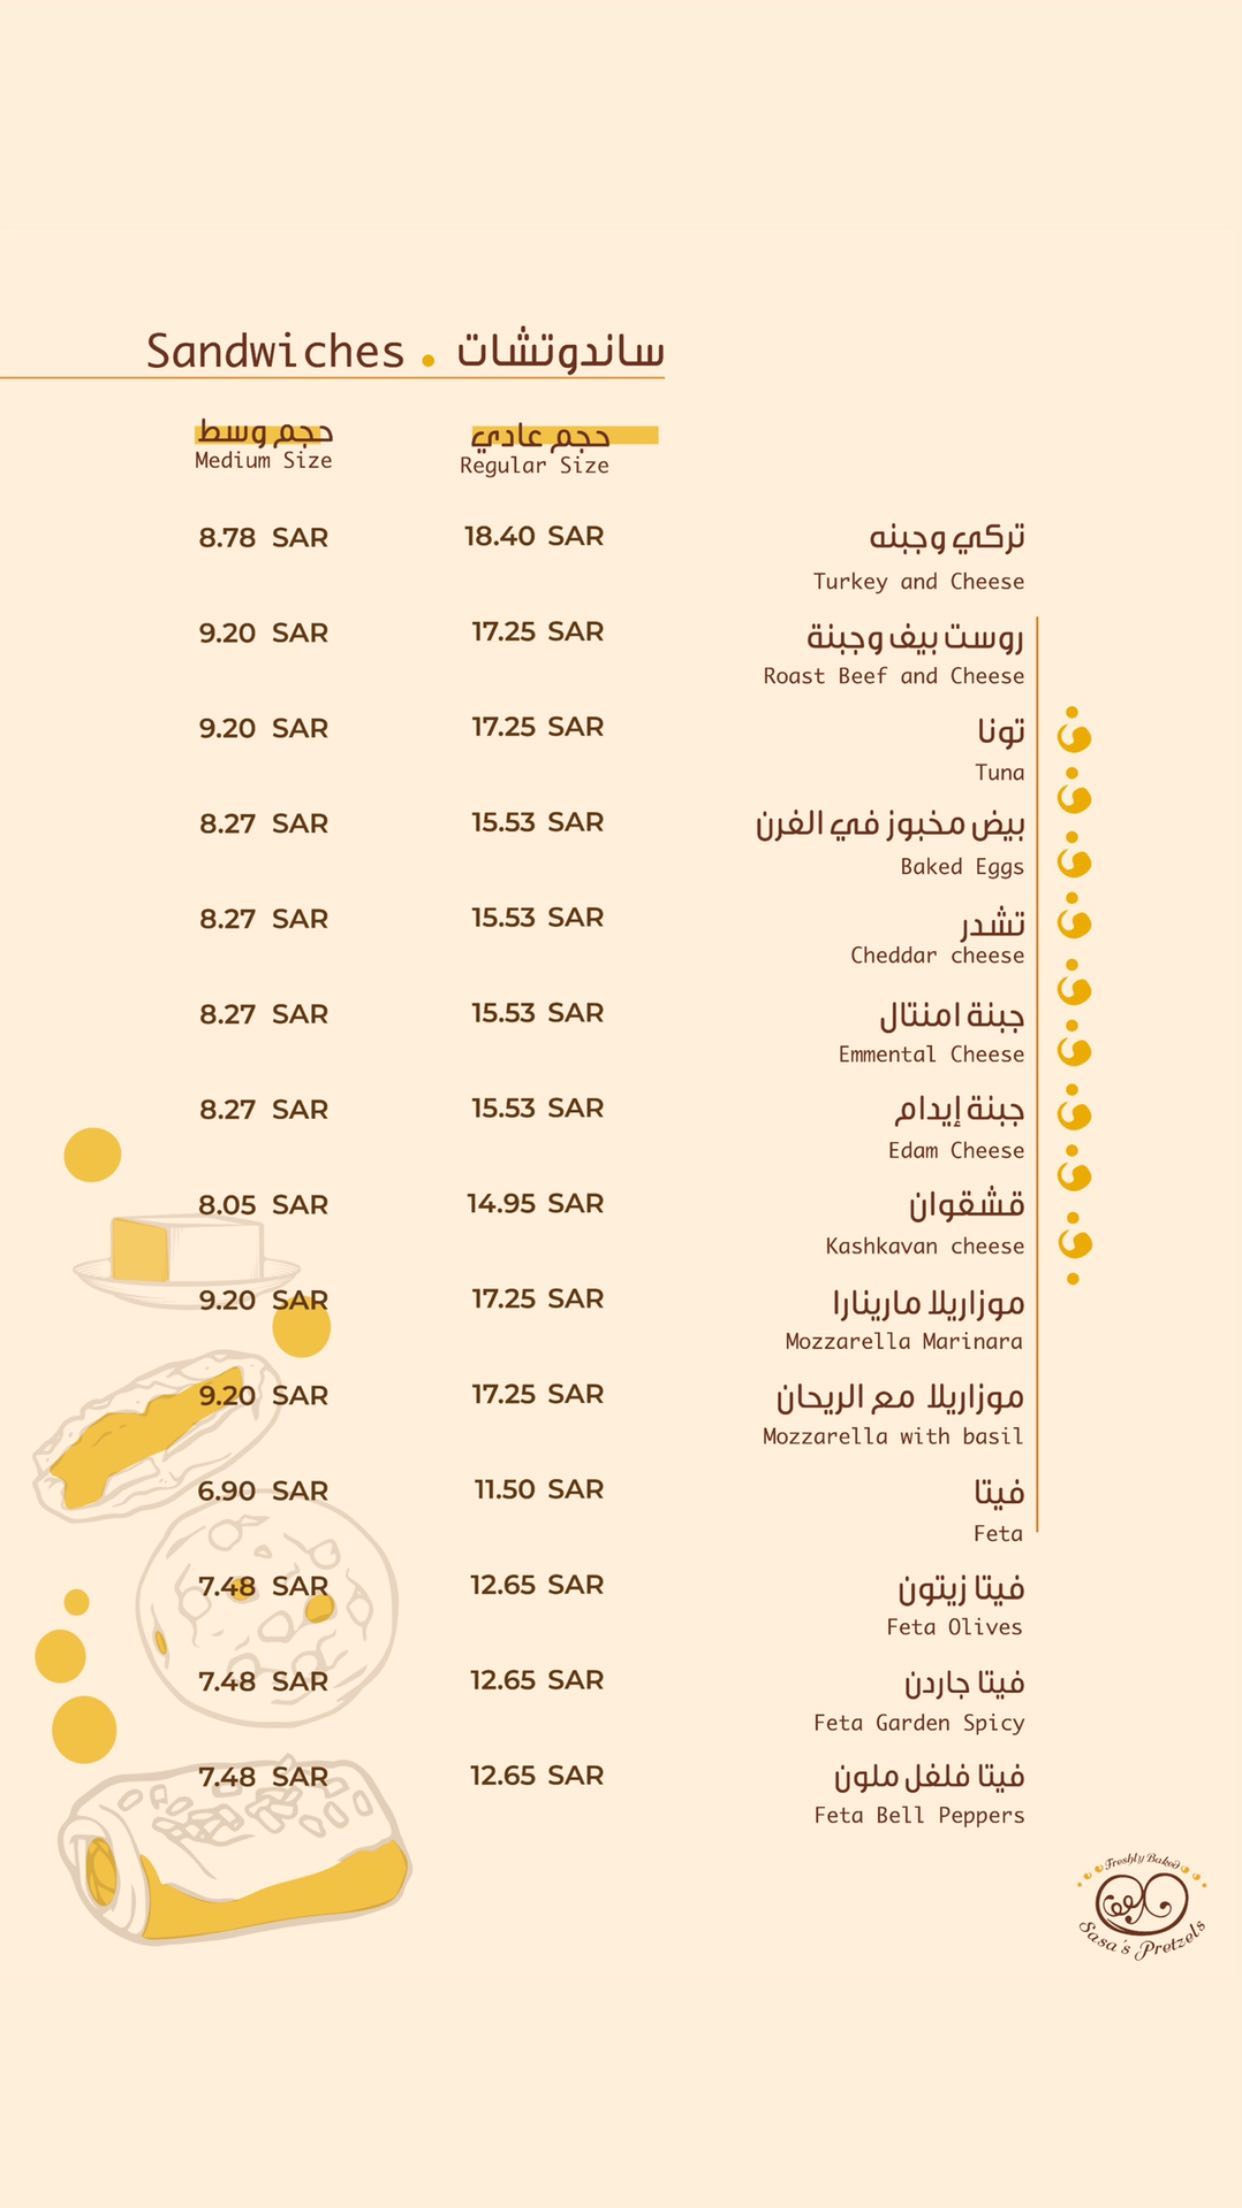 Sandwiches . ساندوتشات
حجم وسط
Medium Size
حجم عادي
Regular Size
8.78 SAR 18.40 SAR تركي وجبنه
Turkey and Cheese
9.20 SAR 17.25 SAR روست بيف وجبنة
Roast Beef and Cheese
9.20 SAR 17.25 SAR تونا
Tuna
8.27 SAR 15.53 SAR بيض مخبوز في الفرن
Baked Eggs
8.27 SAR 15.53 SAR تشدر
Cheddar cheese
8.27 SAR 15.53 SAR جبنة امنتال
Emmental Cheese
8.27 SAR 15.53 SAR جبنة إيدام
Edam Cheese
8.05 SAR 14.95 SAR قشقوان
Kashkavan cheese
9.20 SAR 17.25 SAR موزاريلا مارينارا
Mozzarella Marinara
9.20 SAR 17.25 SAR موزاريلا مع الريحان
Mozzarella with basil
6.90 SAR 11.50 SAR فيتا
Feta
7.48 SAR 12.65 SAR فيتا زيتون
Feta Olives
7.48 SAR 12.65 SAR فيتا جاردن
Feta Garden Spicy
7.48 SAR 12.65 SAR فيتا فلفل ملون
Feta Bell Peppers
Freshly Baked
Sasa's Pretzels